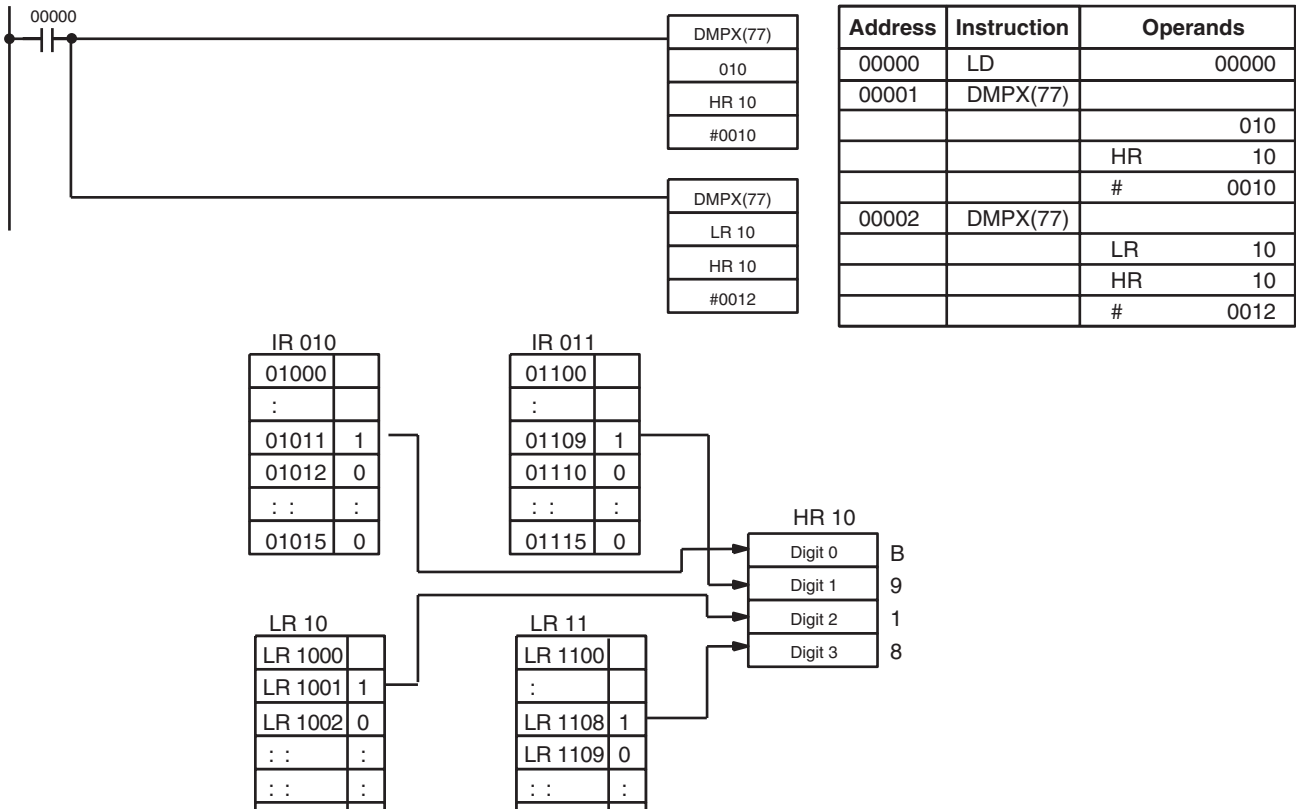 00000
DMPX(77)
010
HR 10
#0010
DMPX(77)
LR 10
HR 10
#0012
Address Instruction Operands
00000 LD 00000
00001 DMPX(77)
010
HR 10
# 0010
00002 DMPX(77)
LR 10
HR 10
# 0012
IR 010
01000
:
01011 1
01012 0
: : :
01015 0
IR 011
01100
:
01109 1
01110 0
: : :
01115 0
HR 10
Digit 0 B
Digit 1 9
Digit 2 1
Digit 3 8
LR 10
LR 1000
LR 1001 1
LR 1002 0
: : :
: : :
LR 11
LR 1100
:
LR 1108 1
LR 1109 0
: : :